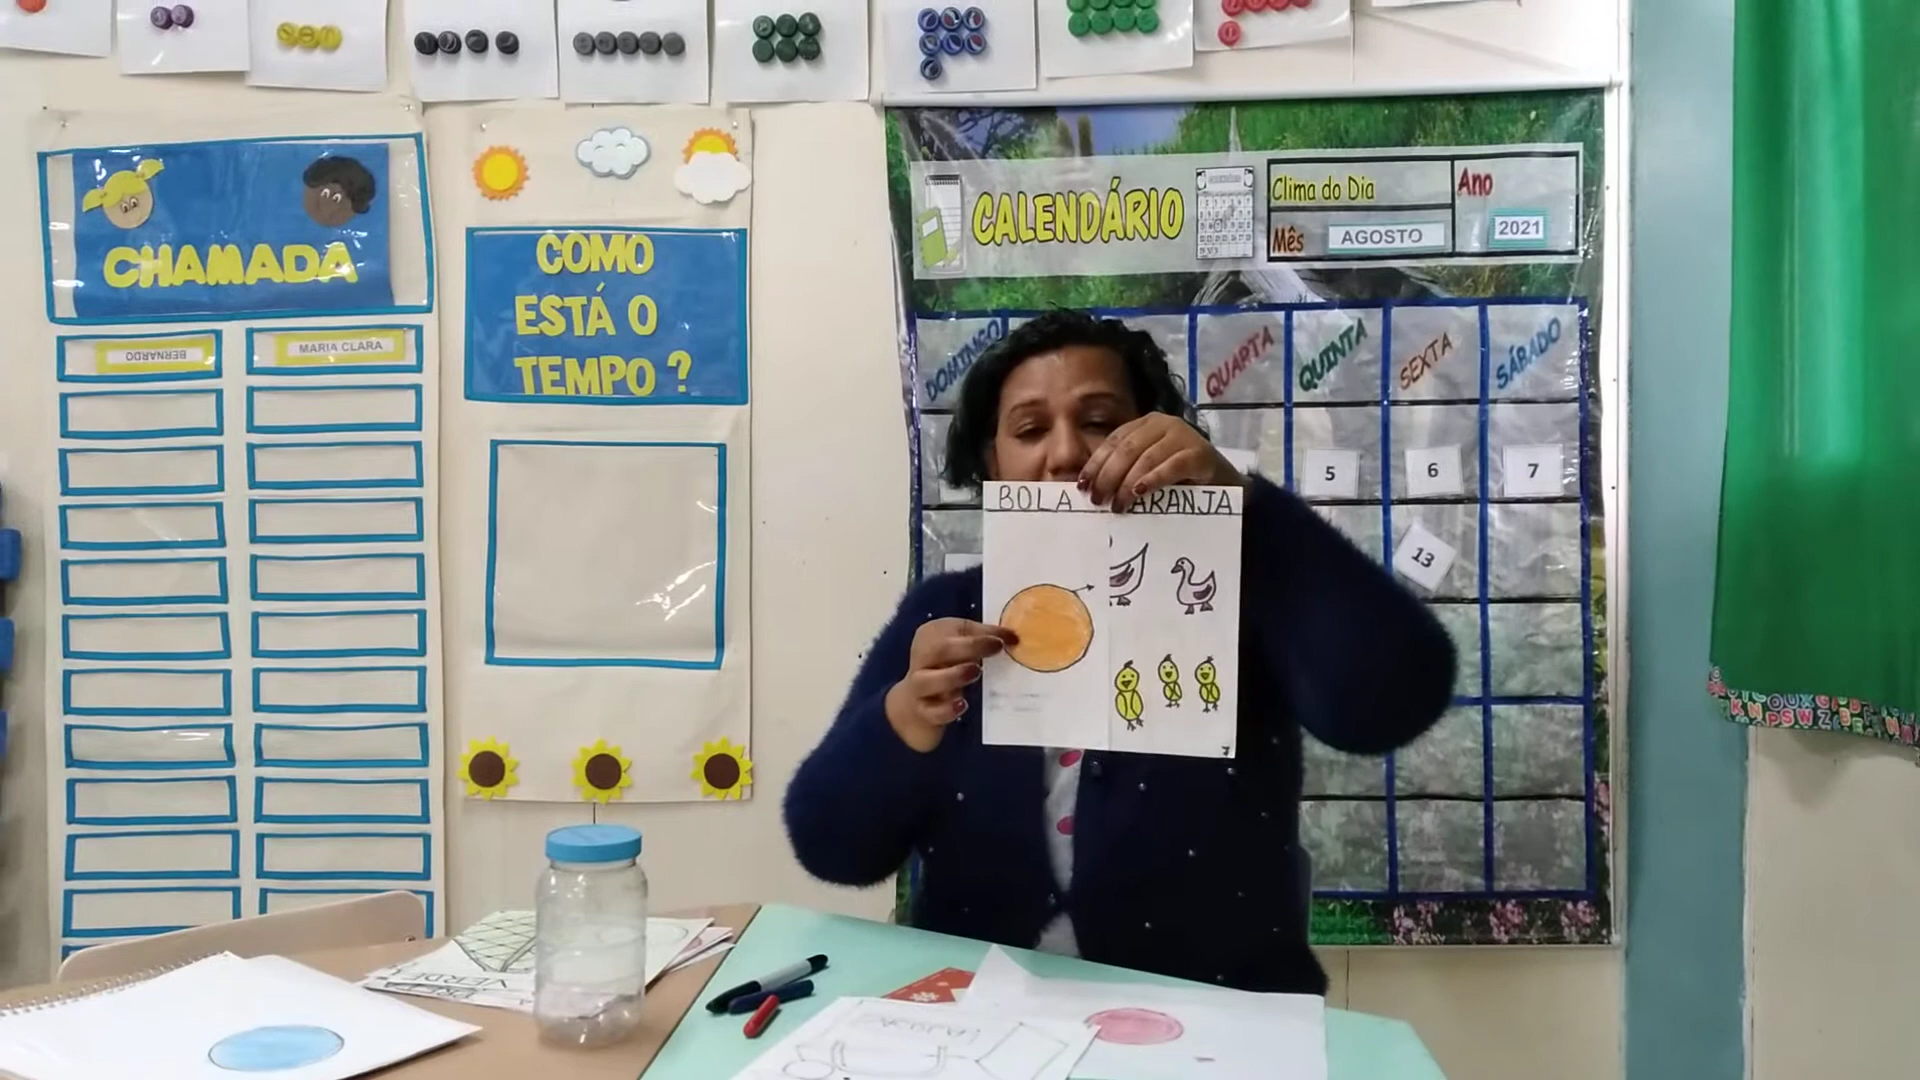 CHAMADA
BERNARDO
MARIA CLARA
COMO
ESTÁ O
TEMPO ?
CALENDÁRIO
Clima do Dia
Mês AGOSTO
Ano
2021
DOMINGO
QUARTA
QUINTA
SEXTA
SÁBADO
5
6
7
13
BOLA ARANJA
7
VERDE